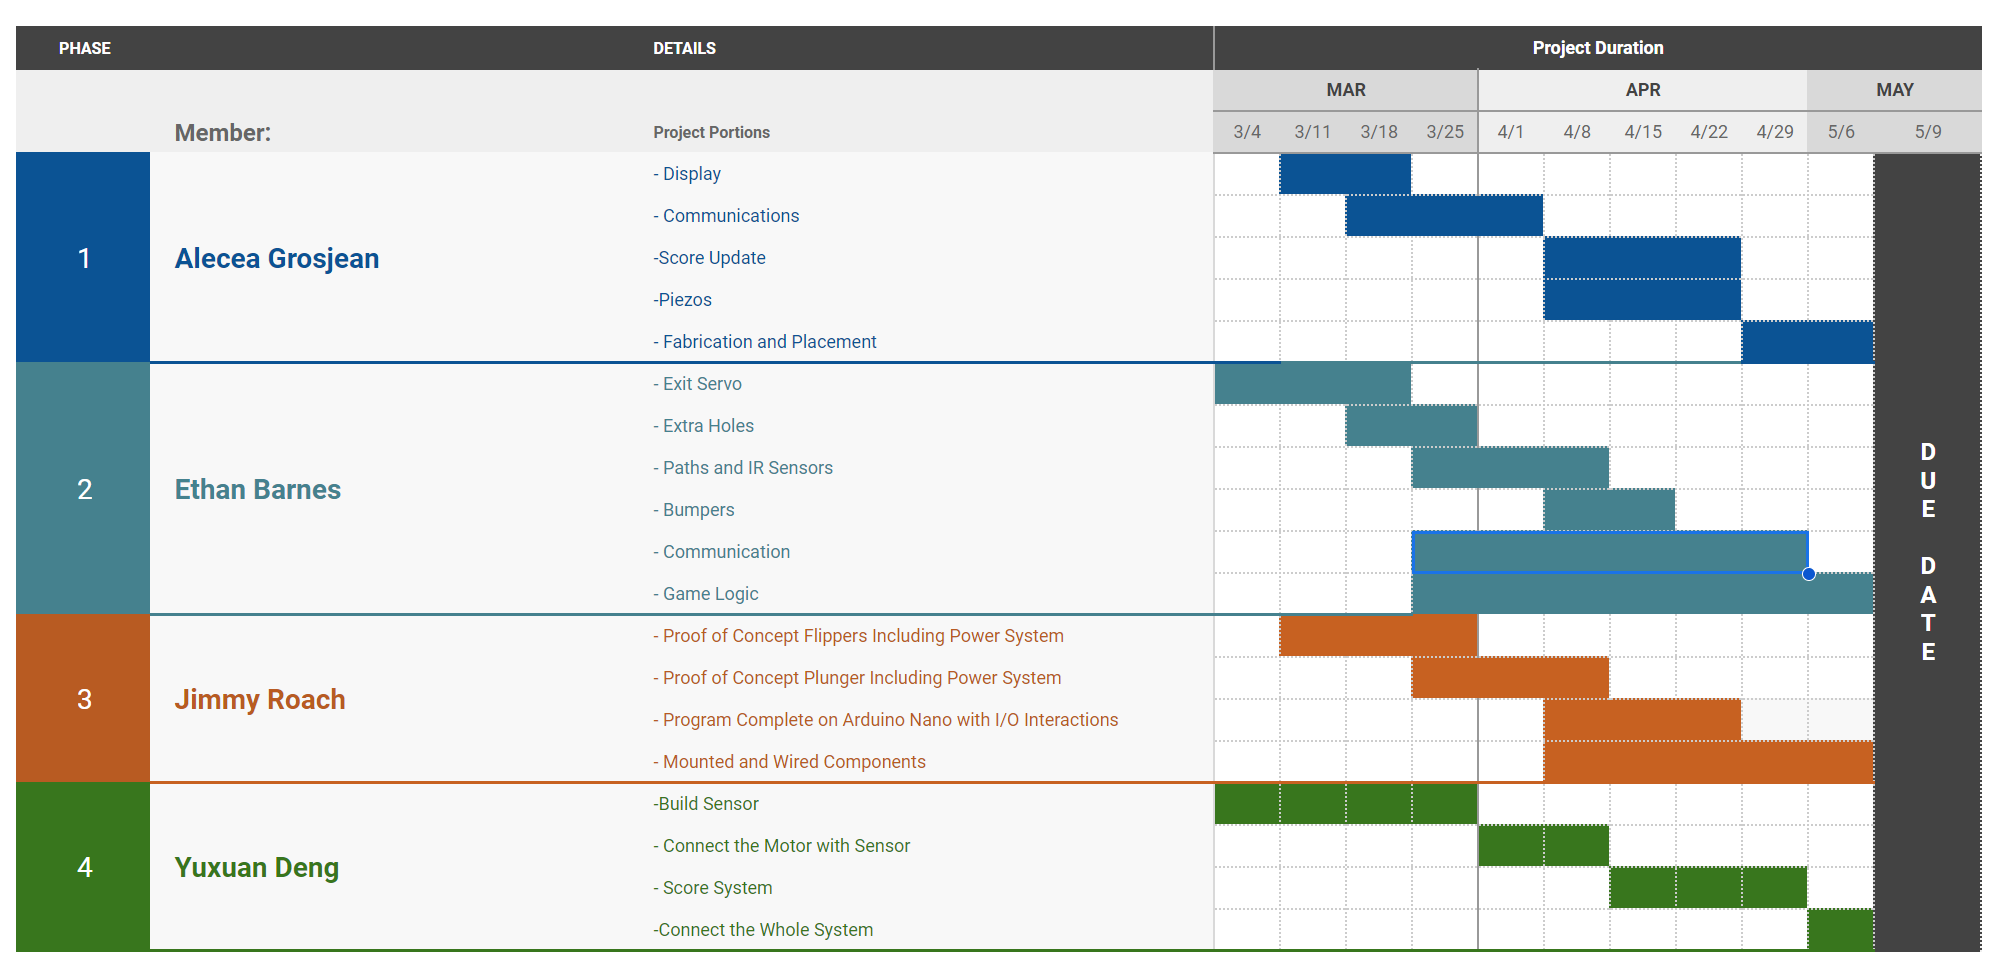 PHASE DETAILS Project Duration
MAR APR MAY
Member: Project Portions 3/4 3/11 3/18 3/25 4/1 4/8 4/15 4/22 4/29 5/6 5/9
1 Alecea Grosjean
- Display
- Communications
-Score Update
-Piezos
- Fabrication and Placement
2 Ethan Barnes
- Exit Servo
- Extra Holes
- Paths and IR Sensors
- Bumpers
- Communication
- Game Logic
3 Jimmy Roach
- Proof of Concept Flippers Including Power System
- Proof of Concept Plunger Including Power System
- Program Complete on Arduino Nano with I/O Interactions
- Mounted and Wired Components
4 Yuxuan Deng
-Build Sensor
- Connect the Motor with Sensor
- Score System
-Connect the Whole System
DUE DATE